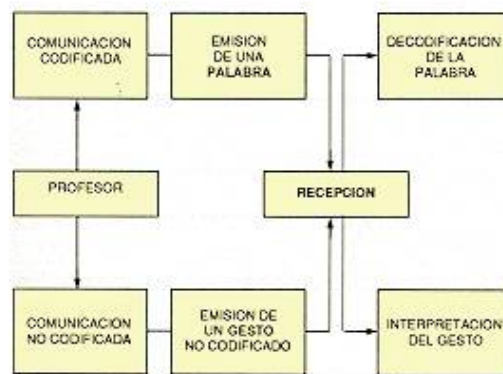 COMUNICACION
CODIFICADA
EMISION
DE UNA
PALABRA
DECODIFICACION
DE LA
PALABRA
PROFESOR
RECEPCION
COMUNICACION
NO CODIFICADA
EMISION DE
UN GESTO
NO CODIFICADO
INTERPRETACION
DEL GESTO